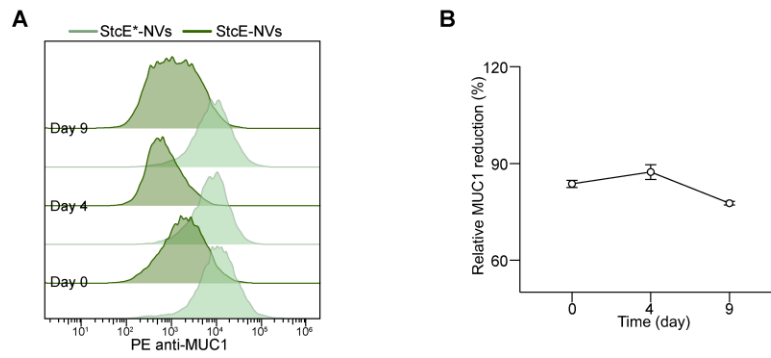 A
StcE*-NVs StcE-NVs
Day 9
Day 4
Day 0
10¹ 10² 10³ 10⁴ 10⁵ 10⁶
PE anti-MUC1
B
Relative MUC1 reduction (%)
120
90
60
0 4 9
Time (day)